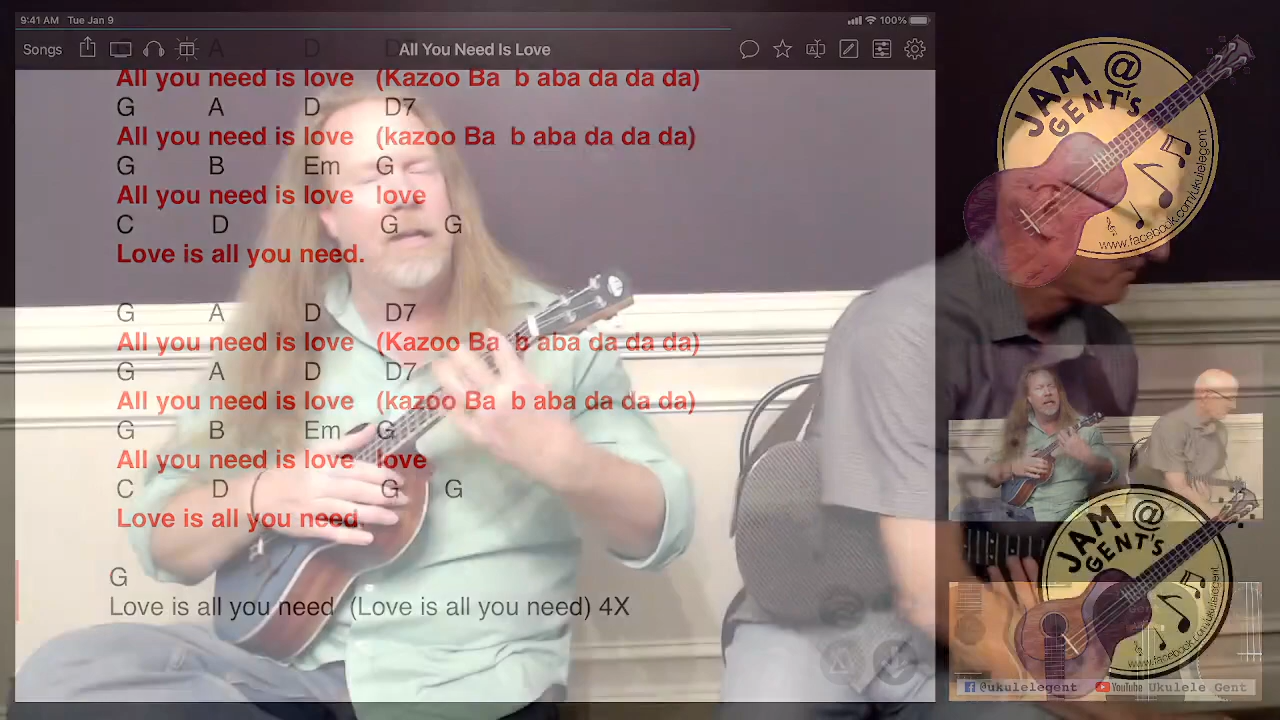 9:41 AM Tue Jan 9
100%
Songs
All You Need Is Love
A D D7
All you need is love (Kazoo Ba b aba da da da)
G A D D7
All you need is love (kazoo Ba b aba da da da)
G B Em G
All you need is love love
C D G G
Love is all you need.
G A D D7
All you need is love (Kazoo Ba b aba da da da)
G A D D7
All you need is love (kazoo Ba b aba da da da)
G B Em G
All you need is love love
C D G G
Love is all you need.
G
Love is all you need (Love is all you need) 4X
JAM @
GENT'S
www.facebook.com/ukulelegent
JAM @
GENT'S
www.facebook.com/ukulelegent
@ukulelegent YouTube Ukulele Gent